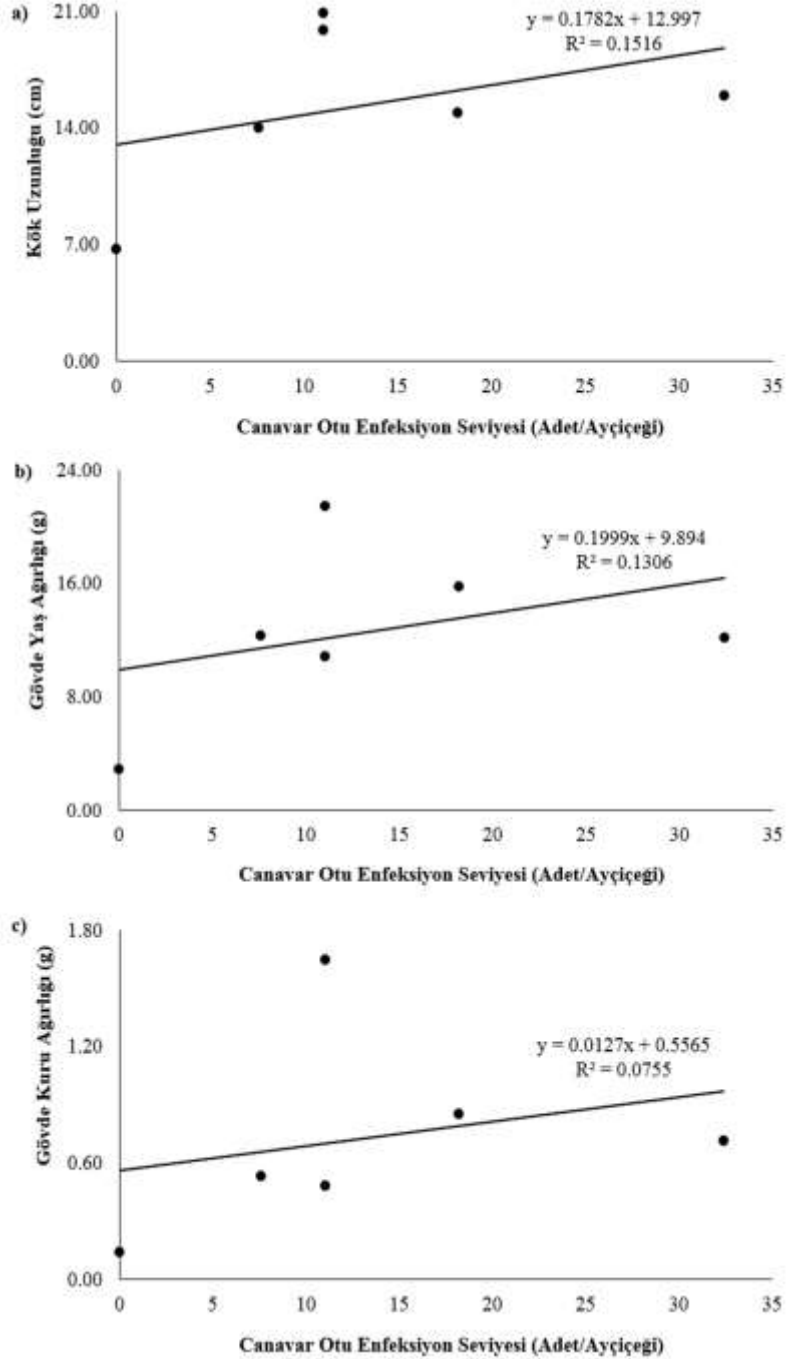 a)
21.00
y = 0.1782x + 12.997
R² = 0.1516
Kök Uzunluğu (cm)
14.00
7.00
0.00
0 5 10 15 20 25 30 35
Canavar Otu Enfeksiyon Seviyesi (Adet/Ayçiçeği)
b)
24.00
y = 0.1999x + 9.894
R² = 0.1306
Gövde Yaş Ağırlığı (g)
16.00
8.00
0.00
0 5 10 15 20 25 30 35
Canavar Otu Enfeksiyon Seviyesi (Adet/Ayçiçeği)
c)
1.80
y = 0.0127x + 0.5565
R² = 0.0755
Gövde Kuru Ağırlığı (g)
1.20
0.60
0.00
0 5 10 15 20 25 30 35
Canavar Otu Enfeksiyon Seviyesi (Adet/Ayçiçeği)